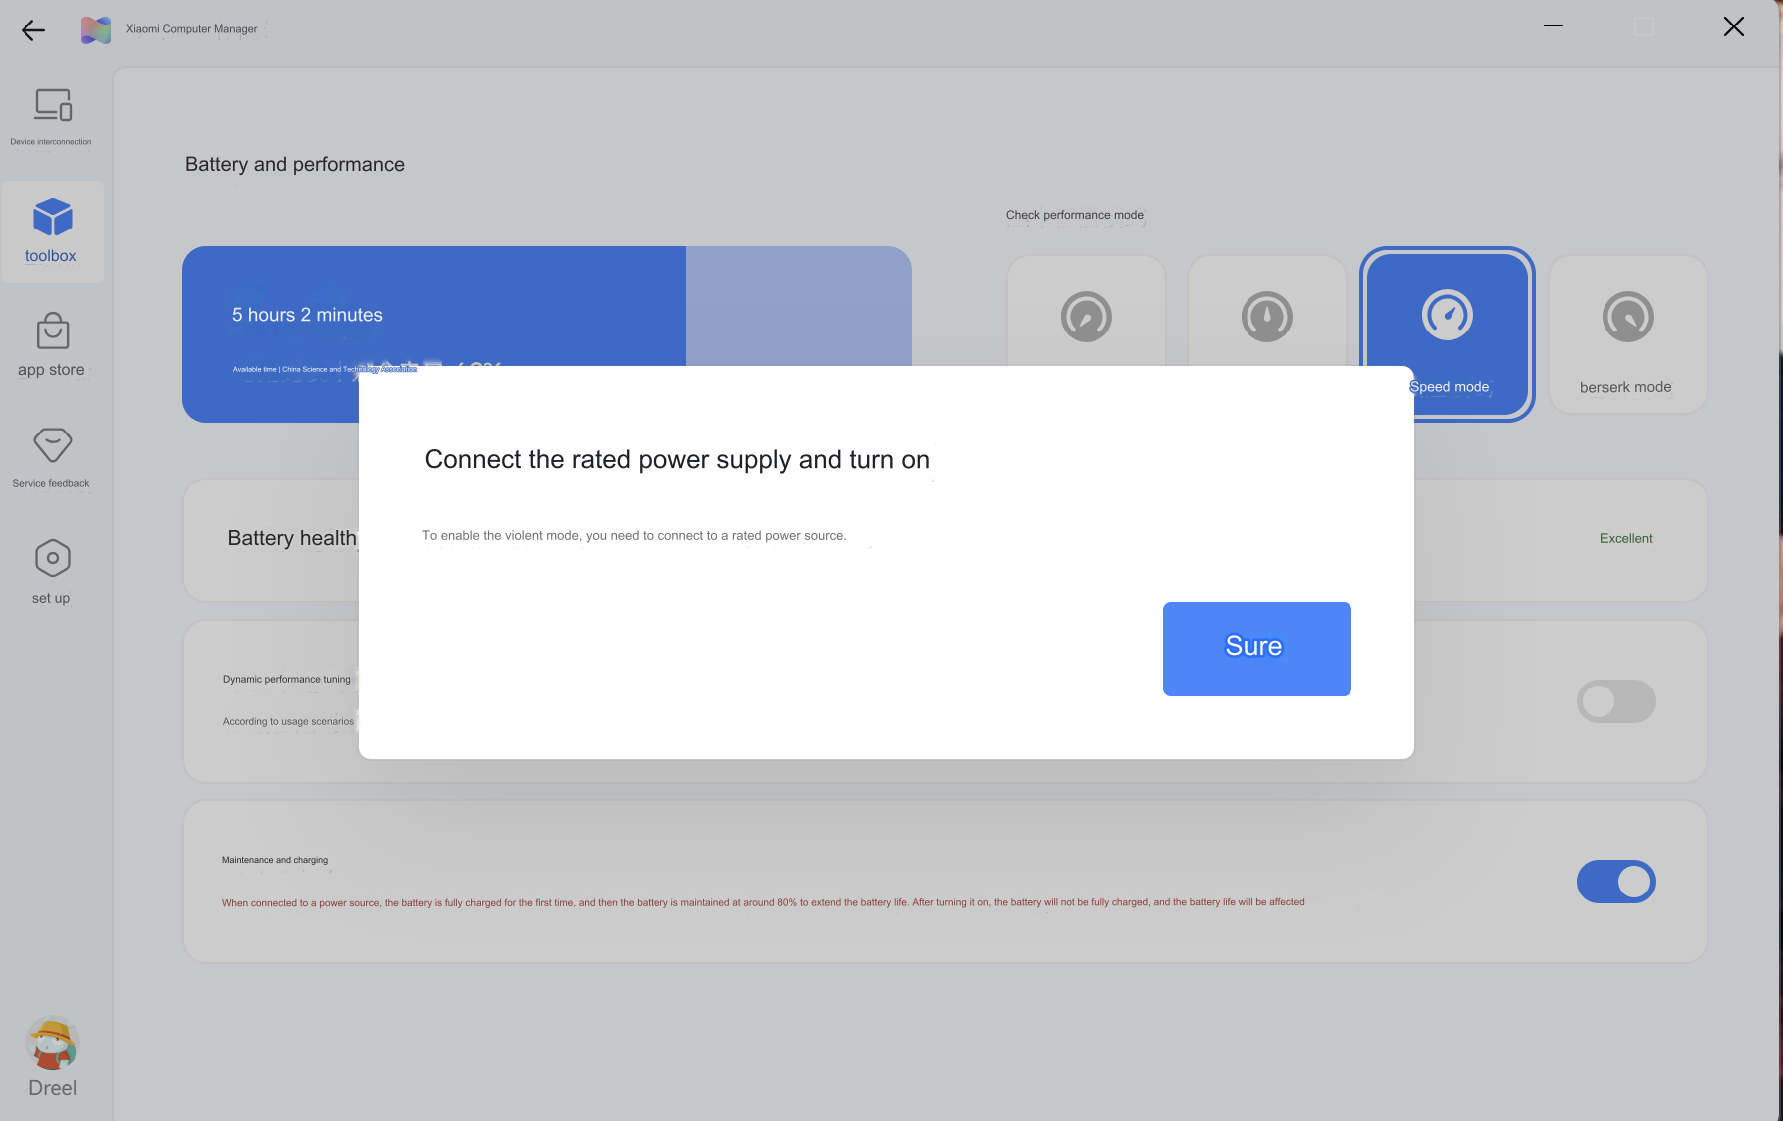 Xiaomi Computer Manager
Device interconnection
toolbox
app store
Service feedback
set up
Dreel
Battery and performance
5 hours 2 minutes
Available time | China Science and Technology Association
Check performance mode
Speed mode
berserk mode
Connect the rated power supply and turn on
To enable the violent mode, you need to connect to a rated power source.
Sure
Battery health
Excellent
Dynamic performance tuning
According to usage scenarios
Maintenance and charging
When connected to a power source, the battery is fully charged for the first time, and then the battery is maintained at around 80% to extend the battery life. After turning it on, the battery will not be fully charged, and the battery life will be affected